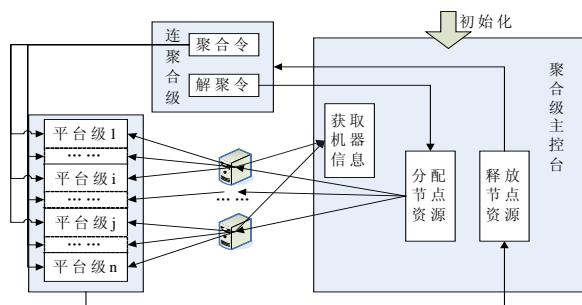 初始化
连聚合级
聚合令
解聚令
聚合级主控台
获取
机器
信息
分配
节点
资源
释放
节点
资源
平台级1
……
平台级i
……
平台级j
……
平台级n
……